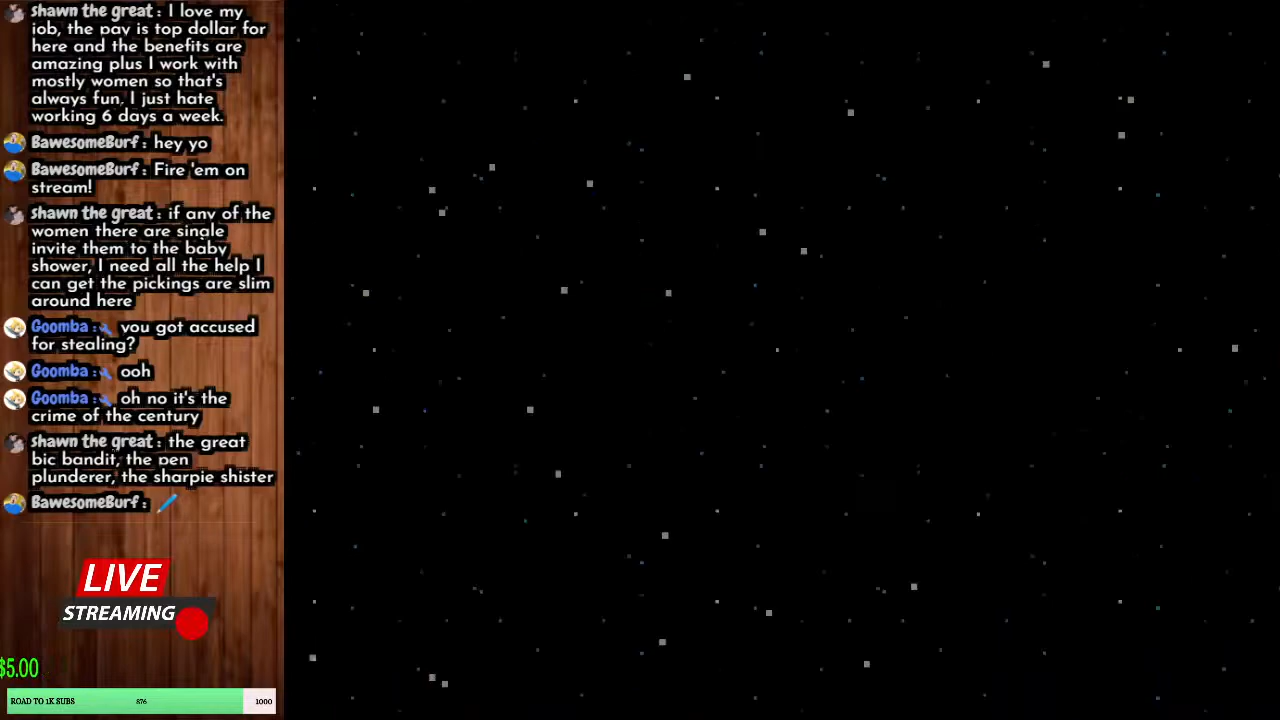 shawn the great : I love my
job, the pay is top dollar for
here and the benefits are
amazing plus I work with
mostly women so that's
always fun. I just hate
working 6 days a week.
BawesomeBurf : hey yo
BawesomeBurf : Fire 'em on
stream!
shawn the great : if any of the
women there are single
invite them to the baby
shower, I need all the help I
can get the pickings are slim
around here
Goomba : you got accused
for stealing?
Goomba : ooh
Goomba : oh no it's the
crime of the century
shawn the great : the great
bic bandit, the pen
plunderer, the sharpie shister
BawesomeBurf :
LIVE
STREAMING
$5.00
ROAD TO 1K SUBS 876 1000